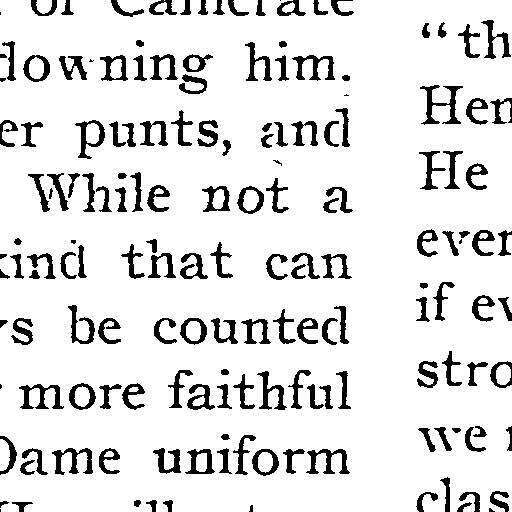 downing him.
er punts, and
While not a
kind that can
be counted
more faithful
Dame uniform
"th
Hen
He
ever
if ev
stro
we
clas